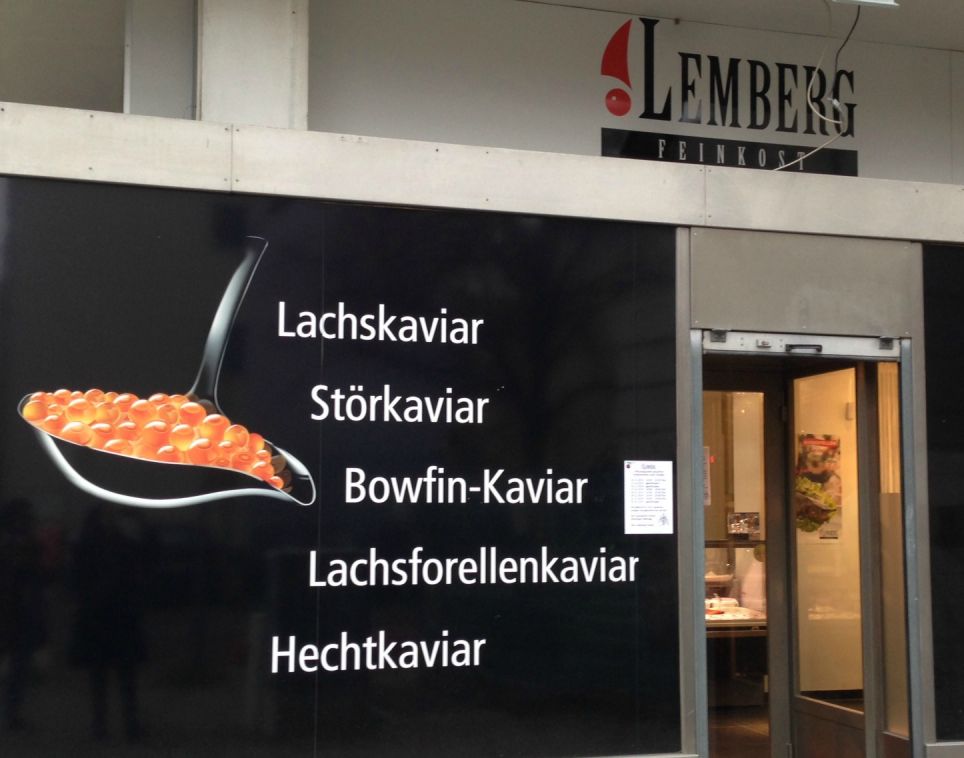 LEMBERG
FEINKOST
Lachskaviar
Störkaviar
Bowfin-Kaviar
Lachsforellenkaviar
Hechtkaviar